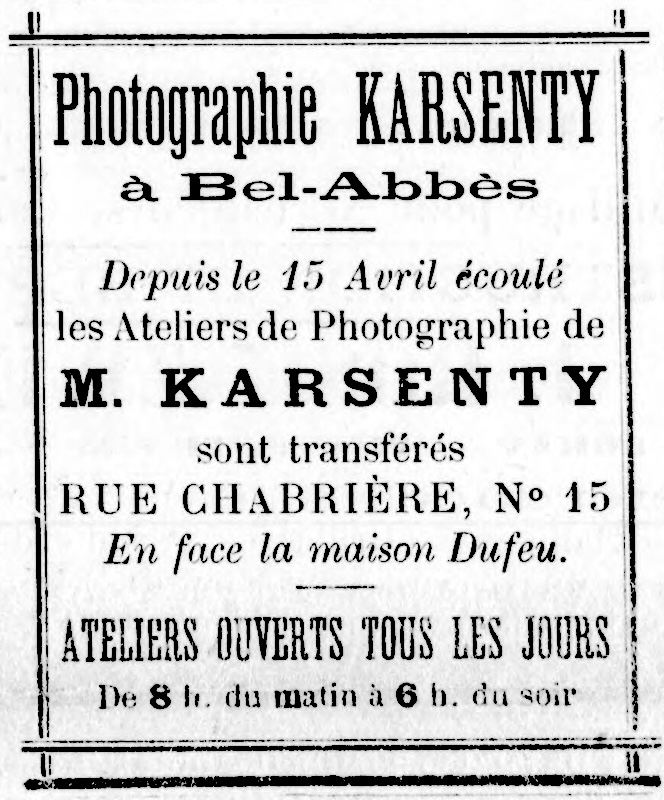 Photographie KARSENTY
à Bel-Abbès
Depuis le 15 Avril écoulé
les Ateliers de Photographie de
M. KARSENTY
sont transférés
RUE CHABRIÈRE, No 15
En face la maison Dufeu.
ATELIERS OUVERTS TOUS LES JOURS
De 8 h. du matin à 6 h. du soir